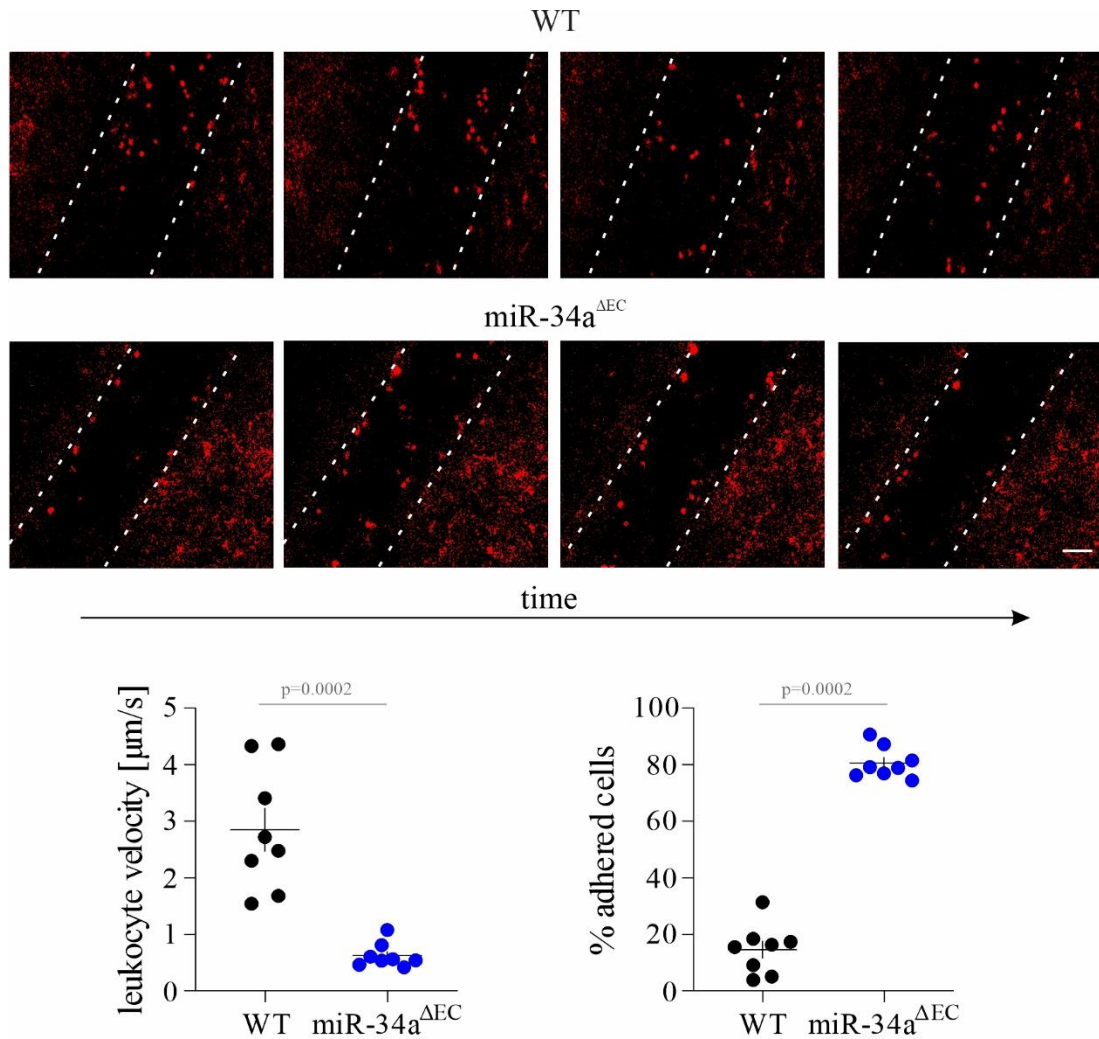 WT
miR-34a^ΔEC
time
p=0.0002
leukocyte velocity [µm/s]
5
4
3
2
1
0
WT miR-34a^ΔEC
p=0.0002
% adhered cells
100
80
60
40
20
0
WT miR-34a^ΔEC